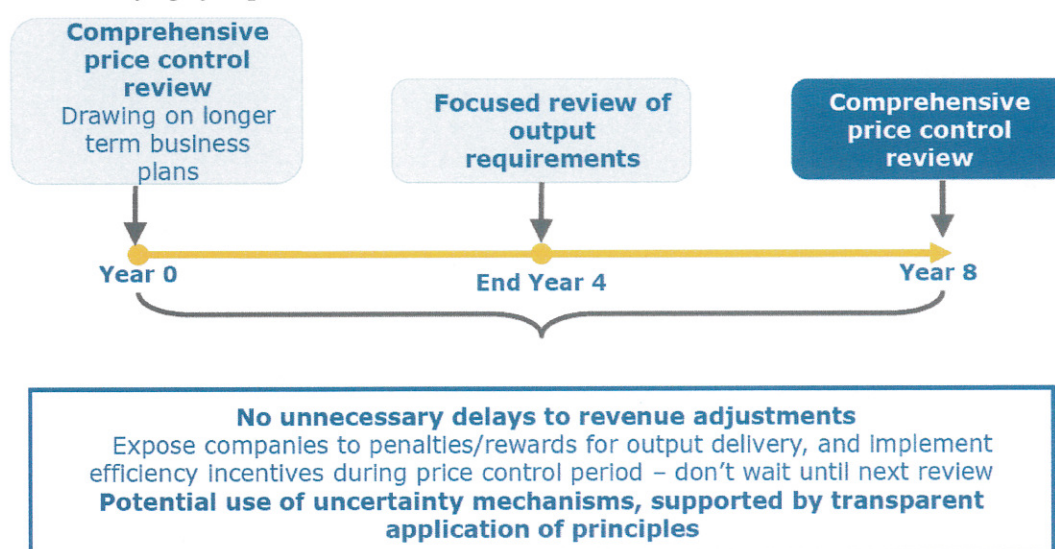 Comprehensive
price control
review
Drawing on longer
term business
plans
Focused review of
output
requirements
Comprehensive
price control
review
Year 0
End Year 4
Year 8
No unnecessary delays to revenue adjustments
Expose companies to penalties/rewards for output delivery, and implement
efficiency incentives during price control period – don't wait until next review
Potential use of uncertainty mechanisms, supported by transparent
application of principles